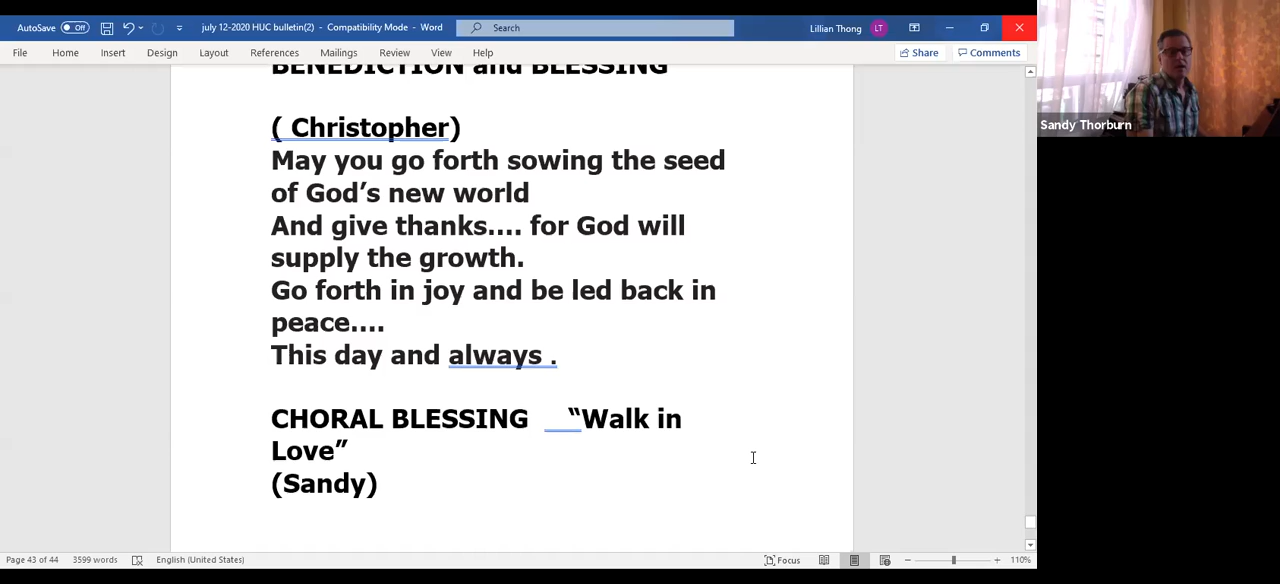 AutoSave Off july 12-2020 HUC bulletin(2) - Compatibility Mode - Word Search Lillian Thong LT
File Home Insert Design Layout References Mailings Review View Help Share Comments
BENEDICTION and BLESSING
( Christopher)
May you go forth sowing the seed
of God’s new world
And give thanks.... for God will
supply the growth.
Go forth in joy and be led back in
peace....
This day and always .
CHORAL BLESSING “Walk in
Love”
(Sandy)
Page 43 of 44 3599 words English (United States) Focus 110%
Sandy Thorburn